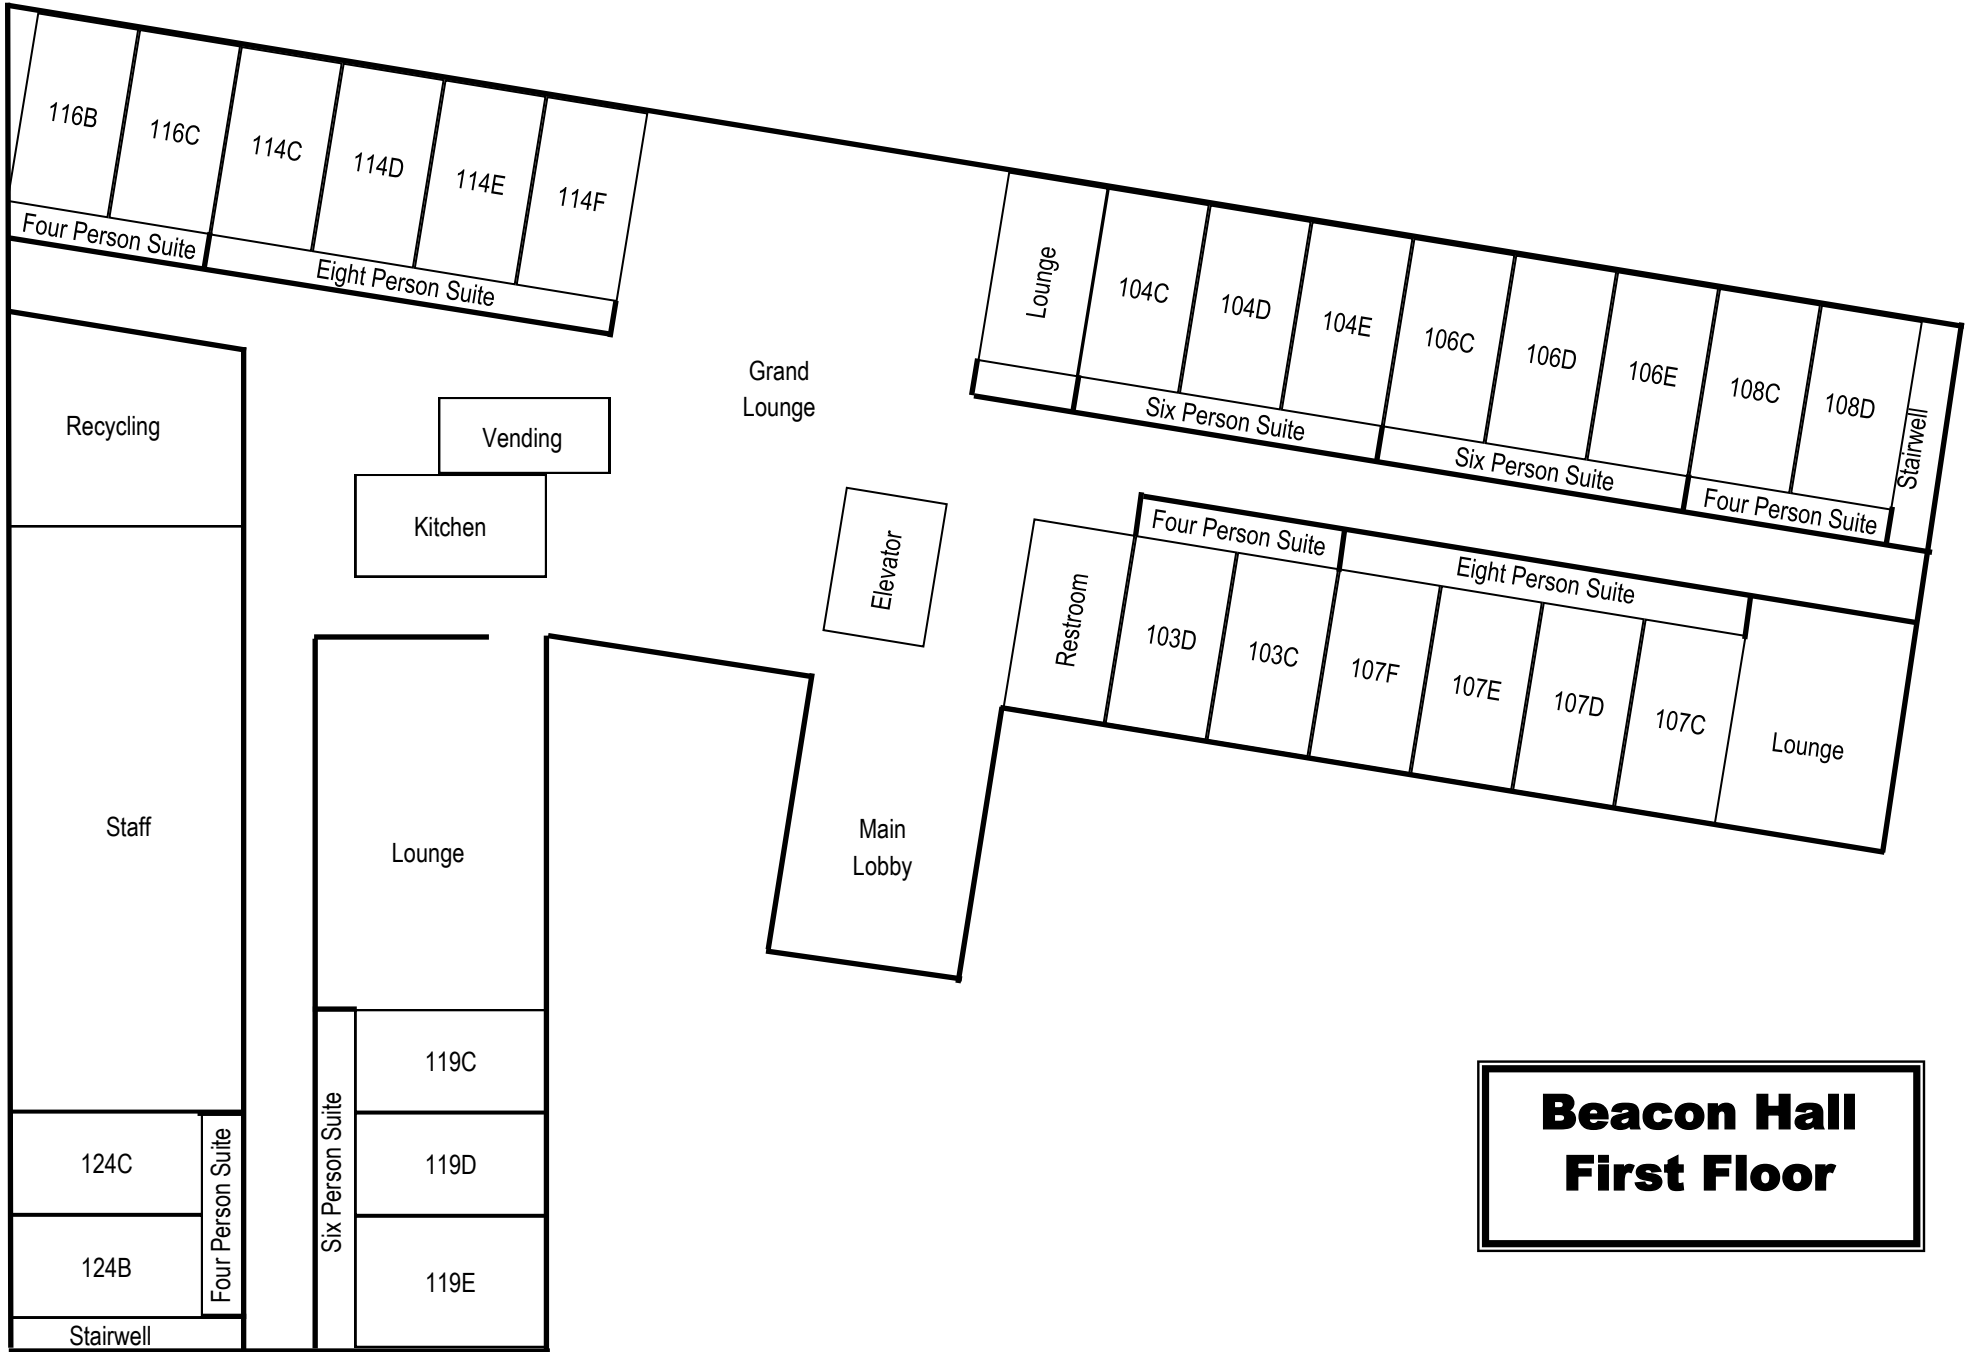 116B
116C
114C
114D
114E
114F
Four Person Suite
Eight Person Suite
Lounge
104C
104D
104E
106C
106D
106E
108C
108D
Stairwell
Six Person Suite
Six Person Suite
Four Person Suite
Recycling
Vending
Kitchen
Grand
Lounge
Elevator
Restroom
Four Person Suite
Eight Person Suite
103D
103C
107F
107E
107D
107C
Lounge
Staff
Lounge
Main
Lobby
119C
119D
119E
Six Person Suite
124C
124B
Four Person Suite
Stairwell
Beacon Hall
First Floor